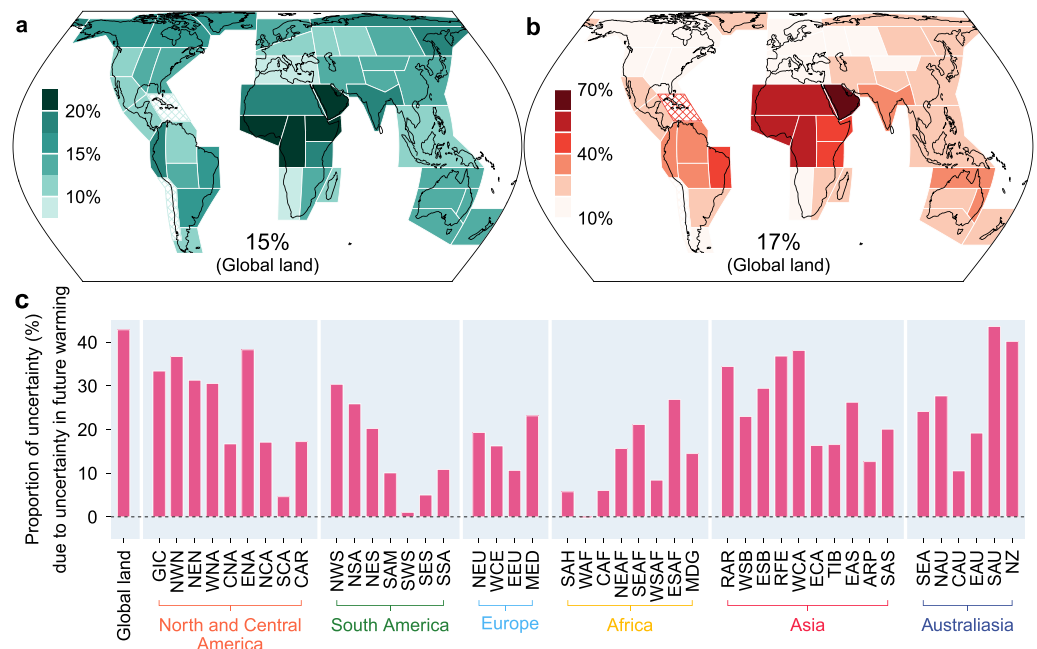 a
20%
15%
10%
15%
(Global land)
b
70%
40%
10%
17%
(Global land)
c
Proportion of uncertainty (%)
due to uncertainty in future warming
40
30
20
10
0
Global land
GIC
NWN
NEN
WNA
CNA
ENA
NCA
SCA
CAR
NWS
NSA
NES
SAM
SWS
SES
SSA
NEU
WCE
EEU
MED
SAH
WAF
CAF
NEAF
SEAF
WSAF
ESAF
MDG
RAR
WSB
ESB
RFE
WCA
ECA
TIB
EAS
ARP
SAS
SEA
NAU
CAU
EAU
SAU
NZ
North and Central
America
South America
Europe
Africa
Asia
Australiasia